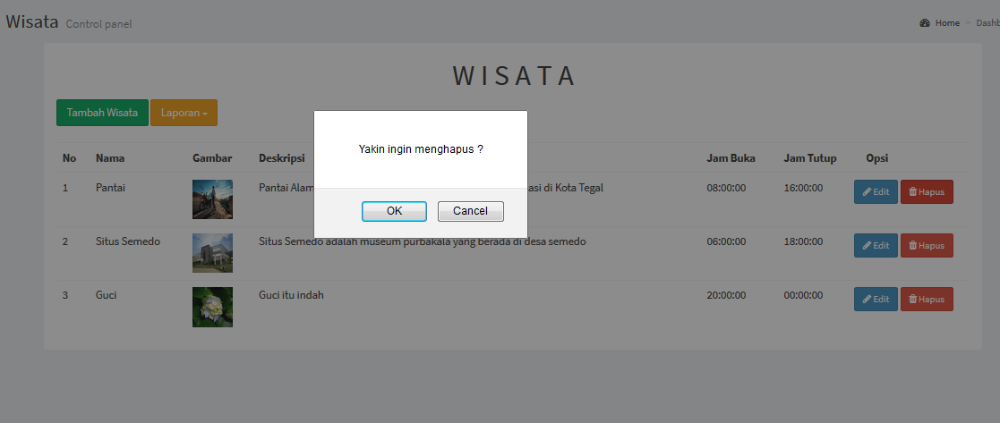 Wisata Control panel
Home > Dashb
W I S A T A
Tambah Wisata Laporan
No Nama Gambar Deskripsi Jam Buka Jam Tutup Opsi
1 Pantai Pantai Alam asi di Kota Tegal 08:00:00 16:00:00 Edit Hapus
Yakin ingin menghapus ?
OK Cancel
2 Situs Semedo Situs Semedo adalah museum purbakala yang berada di desa semedo 06:00:00 18:00:00 Edit Hapus
3 Guci Guci itu indah 20:00:00 00:00:00 Edit Hapus